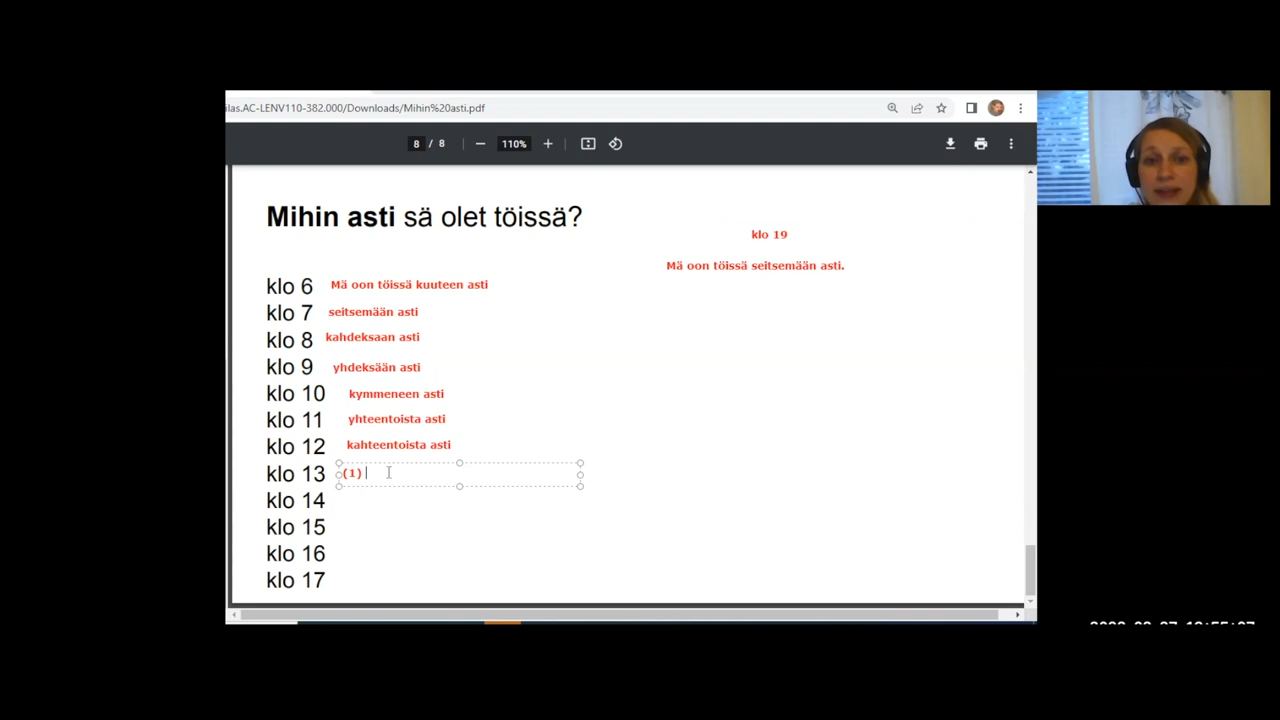 ilas.AC-LENV110-382.000/Downloads/Mihin%20asti.pdf
8 / 8
110%
Mihin asti sä olet töissä?
klo 19
Mä oon töissä seitsemään asti.
klo 6 Mä oon töissä kuuteen asti
klo 7 seitsemään asti
klo 8 kahdeksaan asti
klo 9 yhdeksään asti
klo 10 kymmeneen asti
klo 11 yhteentoista asti
klo 12 kahteentoista asti
klo 13 (1)
klo 14
klo 15
klo 16
klo 17